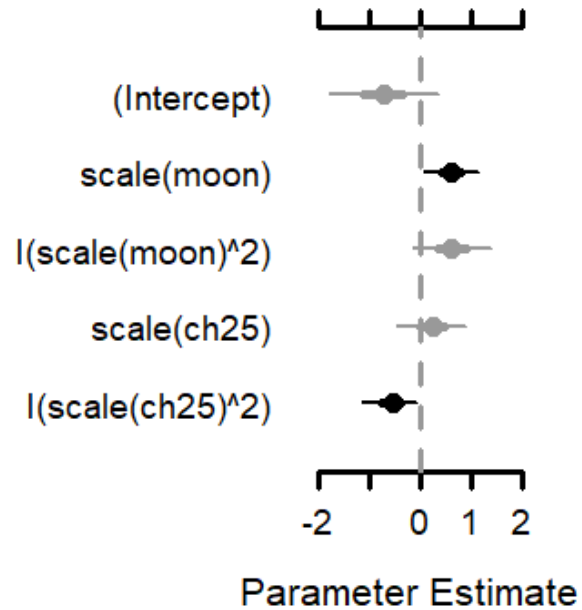 (Intercept)
scale(moon)
I(scale(moon)^2)
scale(ch25)
I(scale(ch25)^2)
-2 0 1 2
Parameter Estimate